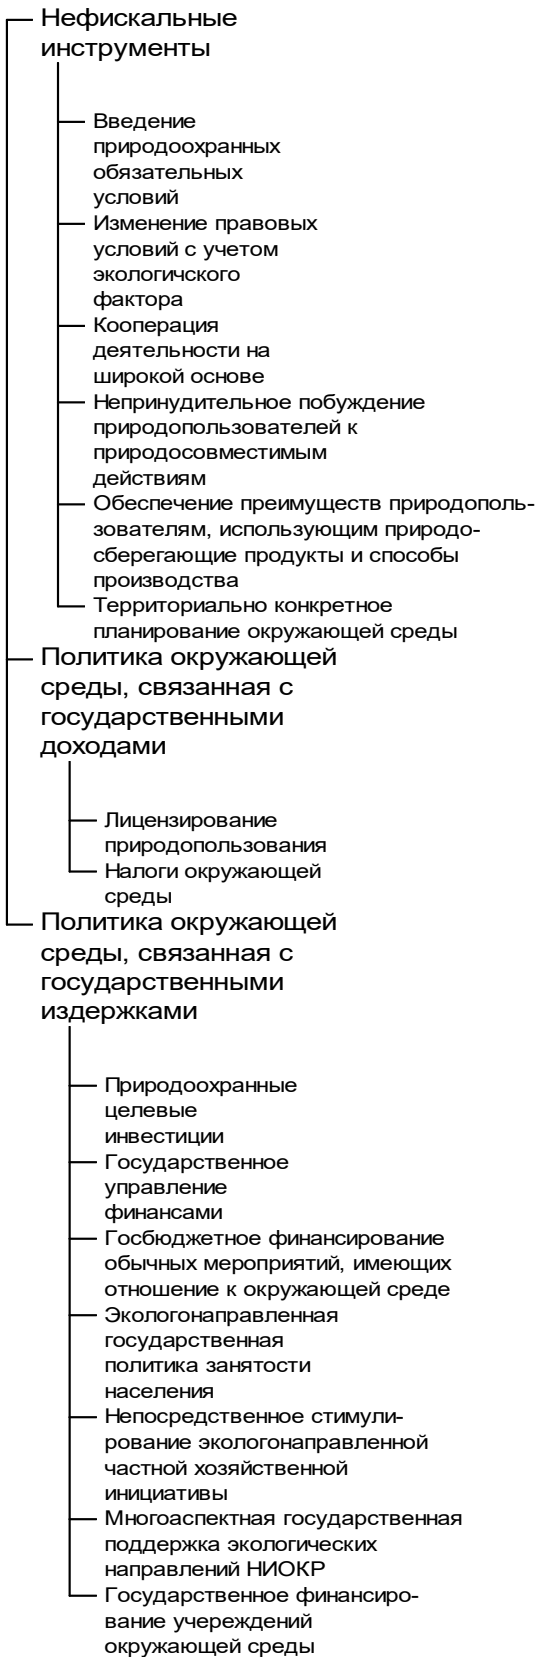 Нефискальные
инструменты
Введение
природоохранных
обязательных
условий
Изменение правовых
условий с учетом
экологичского
фактора
Кооперация
деятельности на
широкой основе
Непринудительное побуждение
природопользователей к
природосовместимым
действиям
Обеспечение преимуществ природополь-
зователям, использующим природо-
сберегающие продукты и способы
производства
Территориально конкретное
планирование окружающей среды
Политика окружающей
среды, связанная с
государственными
доходами
Лицензирование
природопользования
Налоги окружающей
среды
Политика окружающей
среды, связанная с
государственными
издержками
Природоохранные
целевые
инвестиции
Государственное
управление
финансами
Госбюджетное финансирование
обычных мероприятий, имеющих
отношение к окружающей среде
Экологонаправленная
государственная
политика занятости
населения
Непосредственное стимули-
рование экологонаправленной
частной хозяйственной
инициативы
Многоаспектная государственная
поддержка экологических
направлений НИОКР
Государственное финансиро-
вание учереждений
окружающей среды